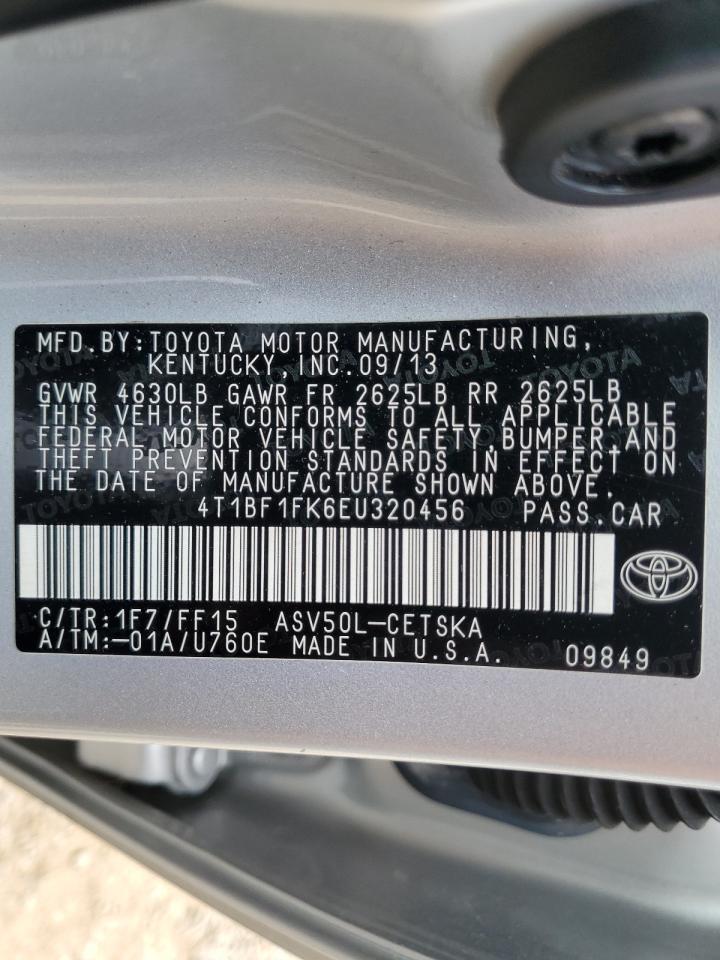 MFD.BY:TOYOTA MOTOR MANUFACTURING,
KENTUCKY, INC.09/13
GVWR 4630LB GAWR FR 2625LB RR 2625LB
THIS VEHICLE CONFORMS TO ALL APPLICABLE
FEDERAL MOTOR VEHICLE SAFETY,BUMPER,AND
THEFT PREVENTION STANDARDS IN EFFECT ON
THE DATE OF MANUFACTURE SHOWN ABOVE.
4T1BF1FK6EU320456 PASS.CAR
C/TR:1F7/FF15 ASV50L-CETSKA
A/TM:-01A/U760E MADE IN U.S.A. 09849